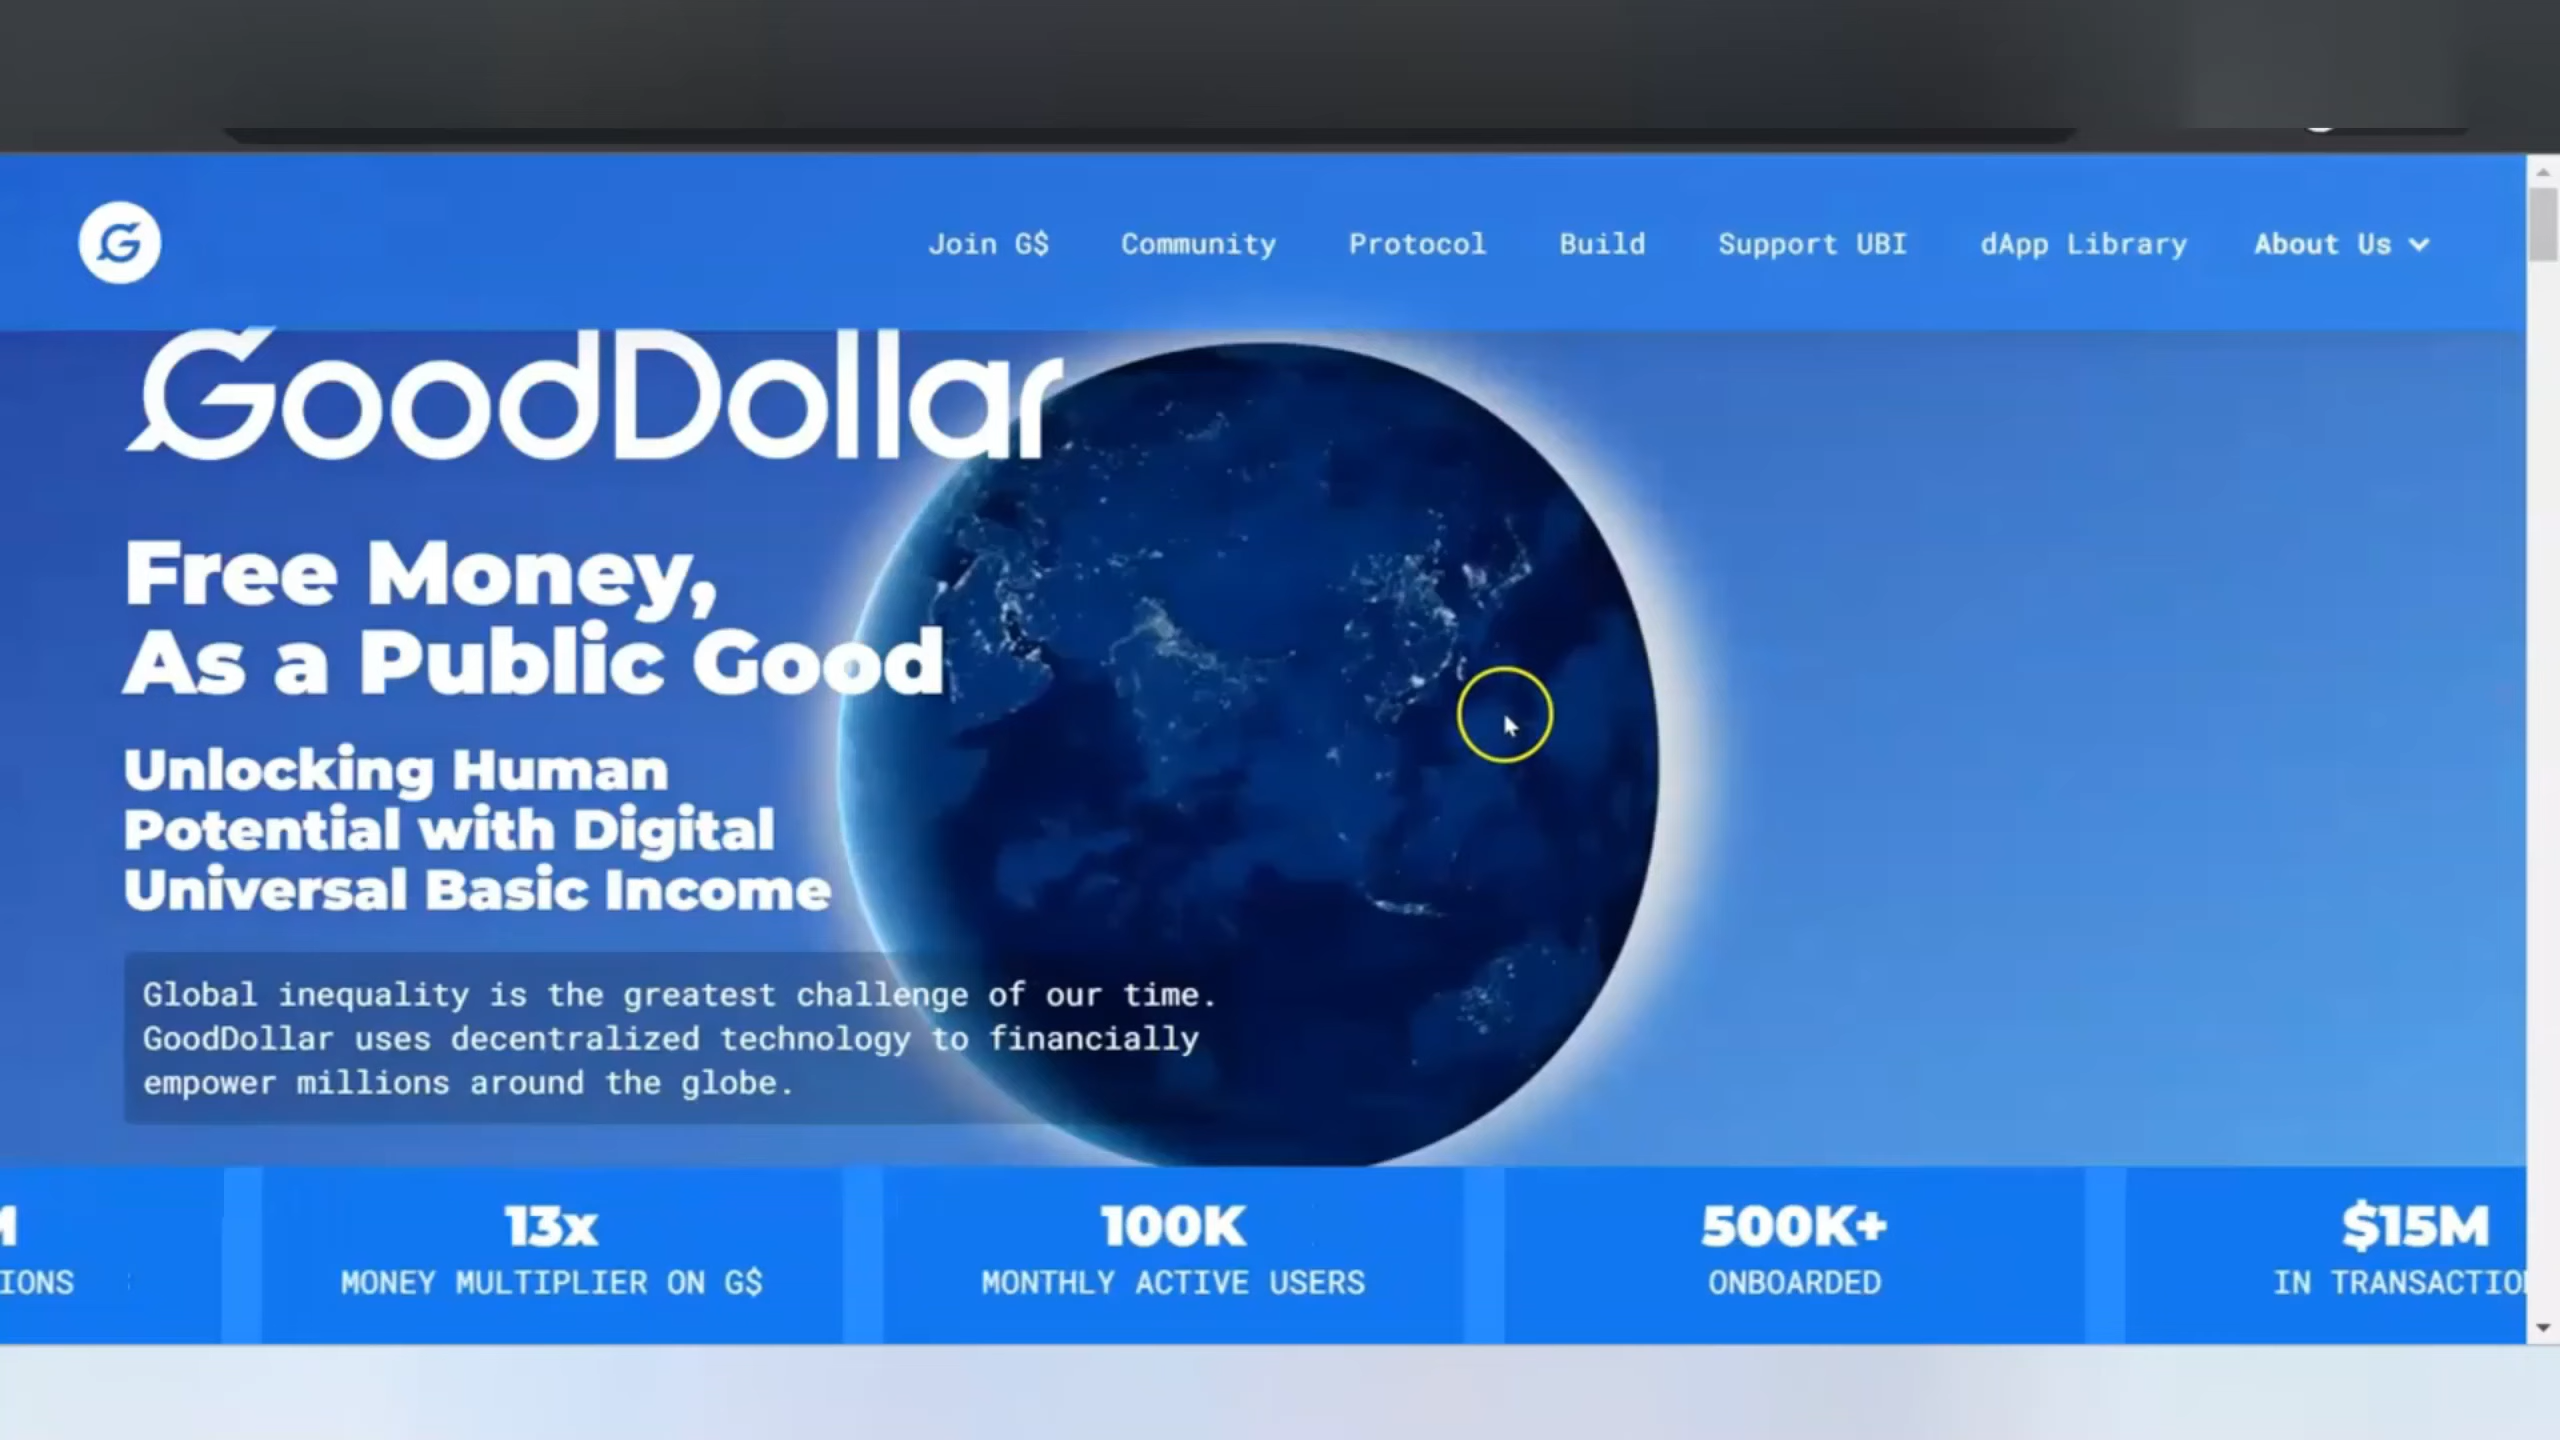 G
Join G$ Community Protocol Build Support UBI dApp Library About Us
GoodDollar
Free Money,
As a Public Good
Unlocking Human
Potential with Digital
Universal Basic Income
Global inequality is the greatest challenge of our time.
GoodDollar uses decentralized technology to financially
empower millions around the globe.
13x 100K 500K+ $15M
MONEY MULTIPLIER ON G$ MONTHLY ACTIVE USERS ONBOARDED IN